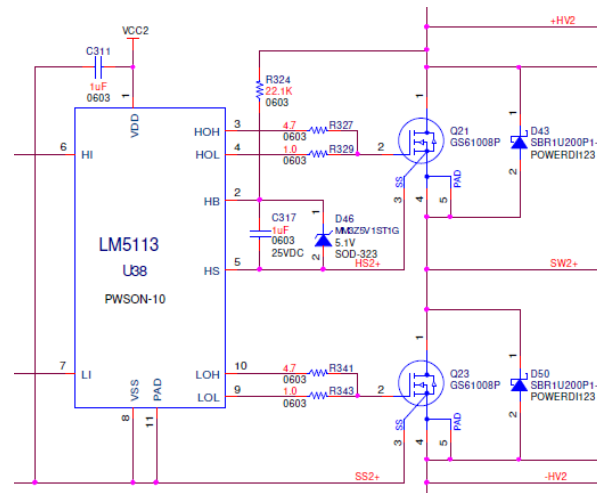 VCC2
+HV2
C311
1uF
0603
1
VDD
R324
22.1K
0603
1
1
HOH
3
4.7
R327
0603
Q21
GS61008P
D43
SBR1U200P1-
POWERDI123
6
HI
HOL
4
1.0
R329
0603
2
2
SS
PAD
HB
2
3
4
5
C317
1uF
0603
25VDC
1
D46
MM3Z5V1ST1G
5.1V
SOD-323
2
LM5113
U38
PWSON-10
HS
5
HS2+
SW2+
1
1
7
LI
LOH
10
4.7
R341
0603
Q23
GS61008P
D50
SBR1U200P1-
POWERDI123
LOL
9
1.0
R343
0603
2
2
VSS
PAD
8
11
SS
PAD
3
4
5
SS2+
-HV2